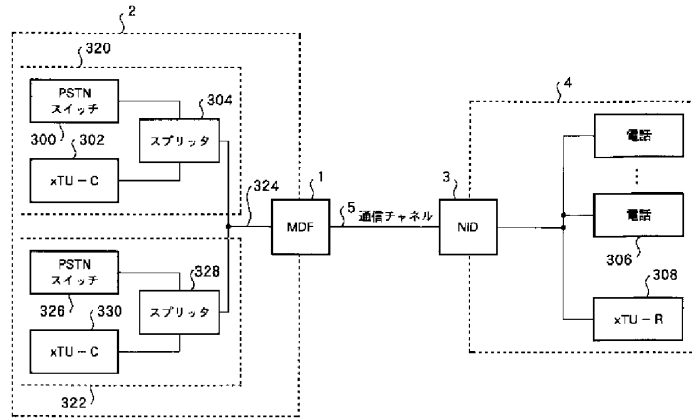 2
320
PSTN
スイッチ
304
300
302
スプリッタ
xTU-C
324
1
MDF
5
通信チャネル
3
NID
4
電話
⋮
電話
306
308
xTU-R
PSTN
スイッチ
328
326
330
スプリッタ
xTU-C
322